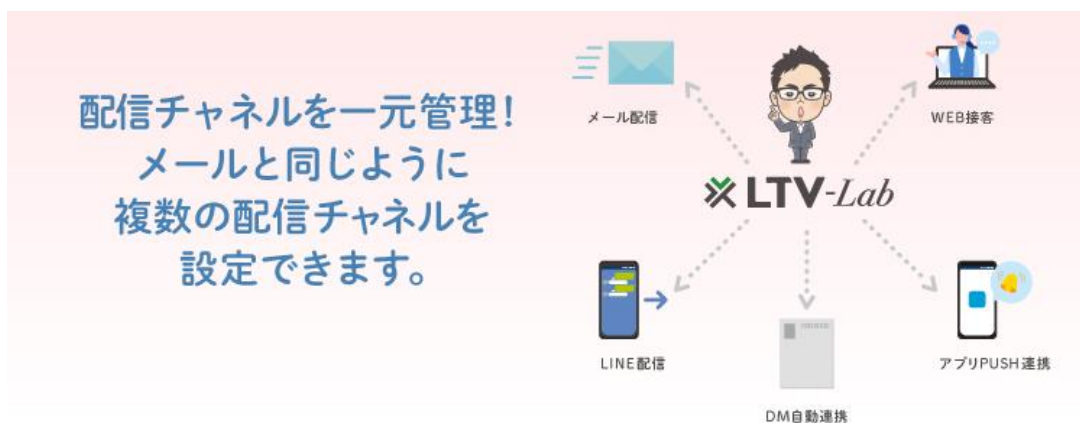 配信チャネルを一元管理!
メールと同じように
複数の配信チャネルを
設定できます。
メール配信
WEB接客
LTV-Lab
LINE配信
アプリPUSH連携
DM自動連携